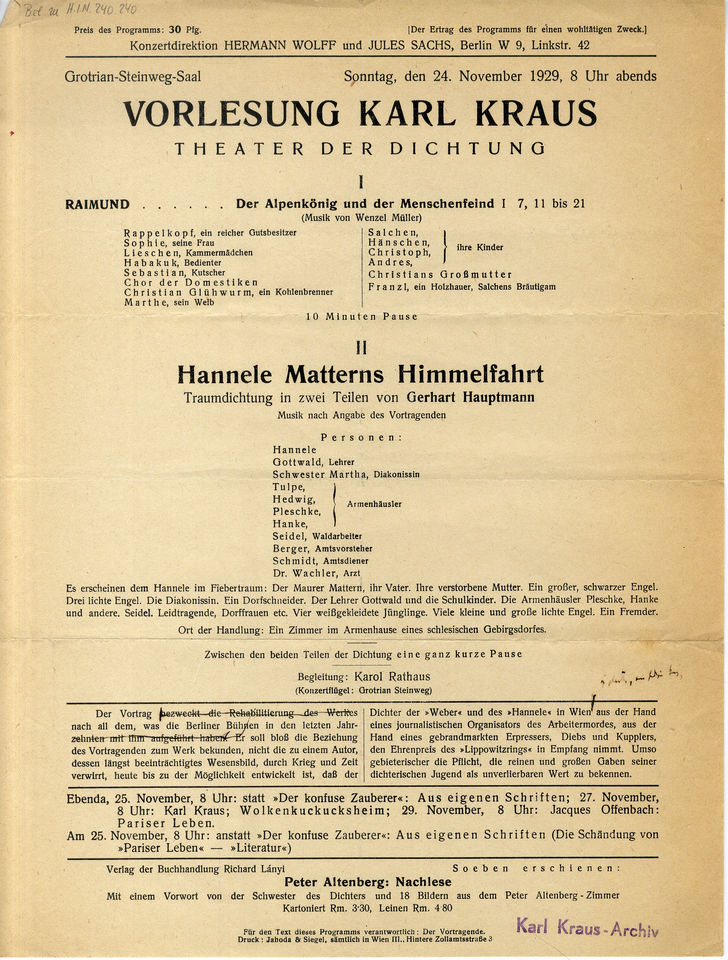 Bel. zu H.I.N. 240.240
Preis des Programms: 30 Pfg. [Der Ertrag des Programms für einen wohltätigen Zweck.]
Konzertdirektion HERMANN WOLFF und JULES SACHS, Berlin W 9, Linkstr. 42
Grotrian-Steinweg-Saal Sonntag, den 24. November 1929, 8 Uhr abends
VORLESUNG KARL KRAUS
THEATER DER DICHTUNG
I
RAIMUND . . . . . . Der Alpenkönig und der Menschenfeind I 7, 11 bis 21
(Musik von Wenzel Müller)
Rappelkopf, ein reicher Gutsbesitzer
Sophie, seine Frau
Lieschen, Kammermädchen
Habakuk, Bedienter
Sebastian, Kutscher
Chor der Domestiken
Christian Glühwurm, ein Kohlenbrenner
Marthe, sein Weib
Salchen,
Hänschen,
Christoph,
Andres,
ihre Kinder
Christians Großmutter
Franzl, ein Holzhauer, Salchens Bräutigam
10 Minuten Pause
II
Hannele Matterns Himmelfahrt
Traumdichtung in zwei Teilen von Gerhart Hauptmann
Musik nach Angabe des Vortragenden
Personen:
Hannele
Gottwald, Lehrer
Schwester Martha, Diakonissin
Tulpe,
Hedwig,
Pleschke,
Hanke,
Armenhäusler
Seidel, Waldarbeiter
Berger, Amtsvorsteher
Schmidt, Amtsdiener
Dr. Wachler, Arzt
Es erscheinen dem Hannele im Fiebertraum: Der Maurer Mattern, ihr Vater. Ihre verstorbene Mutter. Ein großer, schwarzer Engel.
Drei lichte Engel. Die Diakonissin. Ein Dorfschneider. Der Lehrer Gottwald und die Schulkinder. Die Armenhäusler Pleschke, Hanke
und andere. Seidel. Leidtragende, Dorffrauen etc. Vier weißgekleidete Jünglinge. Viele kleine und große lichte Engel. Ein Fremder.
Ort der Handlung: Ein Zimmer im Armenhause eines schlesischen Gebirgsdorfes.
Zwischen den beiden Teilen der Dichtung eine ganz kurze Pause
Begleitung: Karol Rathaus
(Konzertflügel: Grotrian Steinweg)
Der Vortrag bezweckt die Rehabilitierung des Werkes
nach all dem, was die Berliner Bühnen in den letzten Jahr-
zehnten mit ihm aufgeführt haben. Er soll bloß die Beziehung
des Vortragenden zum Werk bekunden, nicht die zu einem Autor,
dessen längst beeinträchtigtes Wesensbild, durch Krieg und Zeit
verwirrt, heute bis zu der Möglichkeit entwickelt ist, daß der
Dichter der »Weber« und des »Hannele« in Wien aus der Hand
eines journalistischen Organisators des Arbeitermordes, aus der
Hand eines gebrandmarkten Erpressers, Diebs und Kupplers,
den Ehrenpreis des »Lippowitzrings« in Empfang nimmt. Umso
gebieterischer die Pflicht, die reinen und großen Gaben seiner
dichterischen Jugend als unverlierbaren Wert zu bekennen.
Ebenda, 25. November, 8 Uhr: statt »Der konfuse Zauberer«: Aus eigenen Schriften; 27. November,
8 Uhr: Karl Kraus; Wolkenkuckucksheim; 29. November, 8 Uhr: Jacques Offenbach:
Pariser Leben.
Am 25. November, 8 Uhr: anstatt »Der konfuse Zauberer«: Aus eigenen Schriften (Die Schändung von
»Pariser Leben« — »Literatur«)
Verlag der Buchhandlung Richard Lányi Soeben erschienen:
Peter Altenberg: Nachlese
Mit einem Vorwort von der Schwester des Dichters und 18 Bildern aus dem Peter Altenberg-Zimmer
Kartoniert Rm. 3·30, Leinen Rm. 4·80
Für den Text dieses Programms verantwortlich: Der Vortragende.
Druck: Jahoda & Siegel, sämtlich in Wien III., Hintere Zollamtsstraße 3
Karl Kraus-Archiv